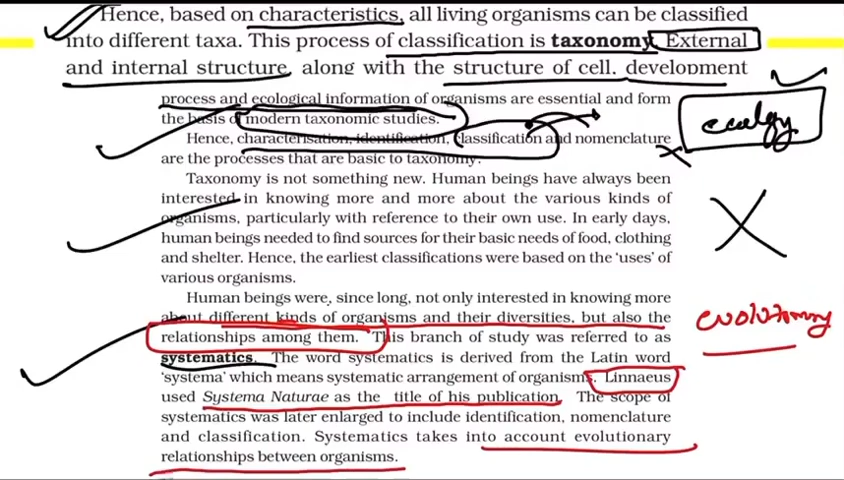 Hence, based on characteristics, all living organisms can be classified
into different taxa. This process of classification is taxonomy. External
and internal structure, along with the structure of cell, development
process and ecological information of organisms are essential and form
the basis of modern taxonomic studies.
ecology
Hence, characterisation, identification, classification and nomenclature
are the processes that are basic to taxonomy.
Taxonomy is not something new. Human beings have always been
interested in knowing more and more about the various kinds of
organisms, particularly with reference to their own use. In early days,
human beings needed to find sources for their basic needs of food, clothing
and shelter. Hence, the earliest classifications were based on the ‘uses’ of
various organisms.
Human beings were, since long, not only interested in knowing more
about different kinds of organisms and their diversities, but also the
relationships among them. This branch of study was referred to as
systematics. The word systematics is derived from the Latin word
‘systema’ which means systematic arrangement of organisms. Linnaeus
used Systema Naturae as the title of his publication. The scope of
systematics was later enlarged to include identification, nomenclature
and classification. Systematics takes into account evolutionary
relationships between organisms.